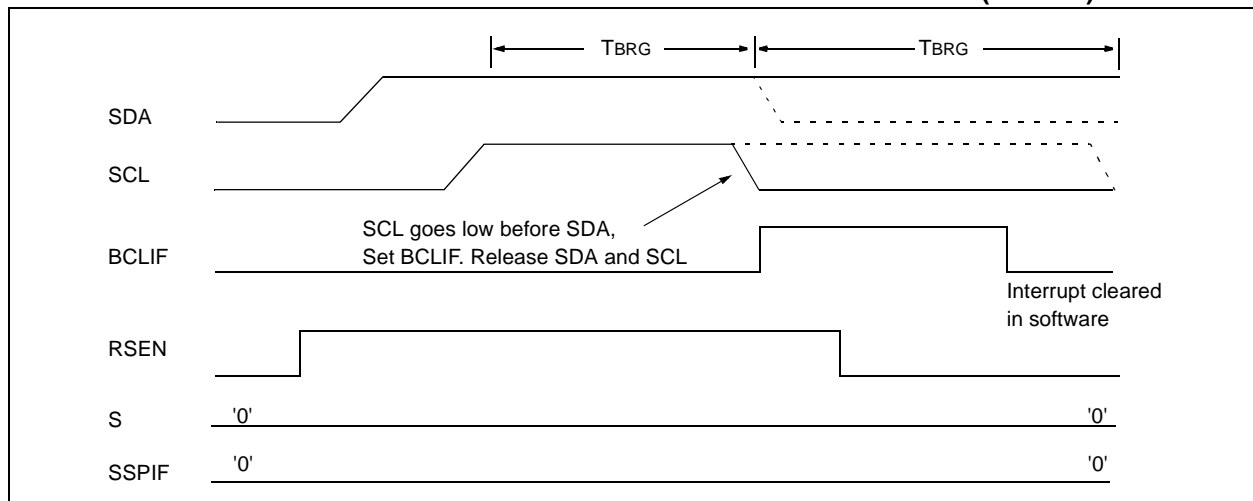 TBRG TBRG
SDA
SCL
SCL goes low before SDA,
Set BCLIF. Release SDA and SCL
BCLIF
Interrupt cleared
in software
RSEN
S '0' '0'
SSPIF '0' '0'